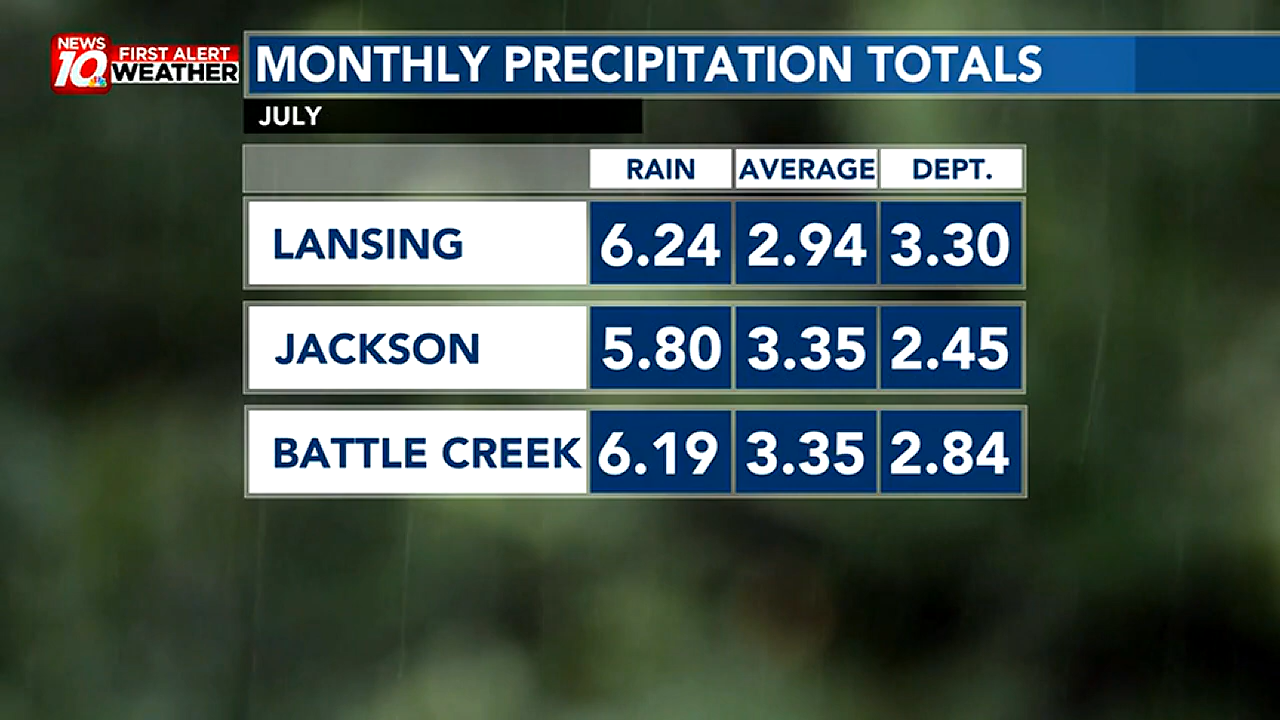 NEWS
10
FIRST ALERT
WEATHER
MONTHLY PRECIPITATION TOTALS
JULY
RAIN AVERAGE DEPT.
LANSING 6.24 2.94 3.30
JACKSON 5.80 3.35 2.45
BATTLE CREEK 6.19 3.35 2.84